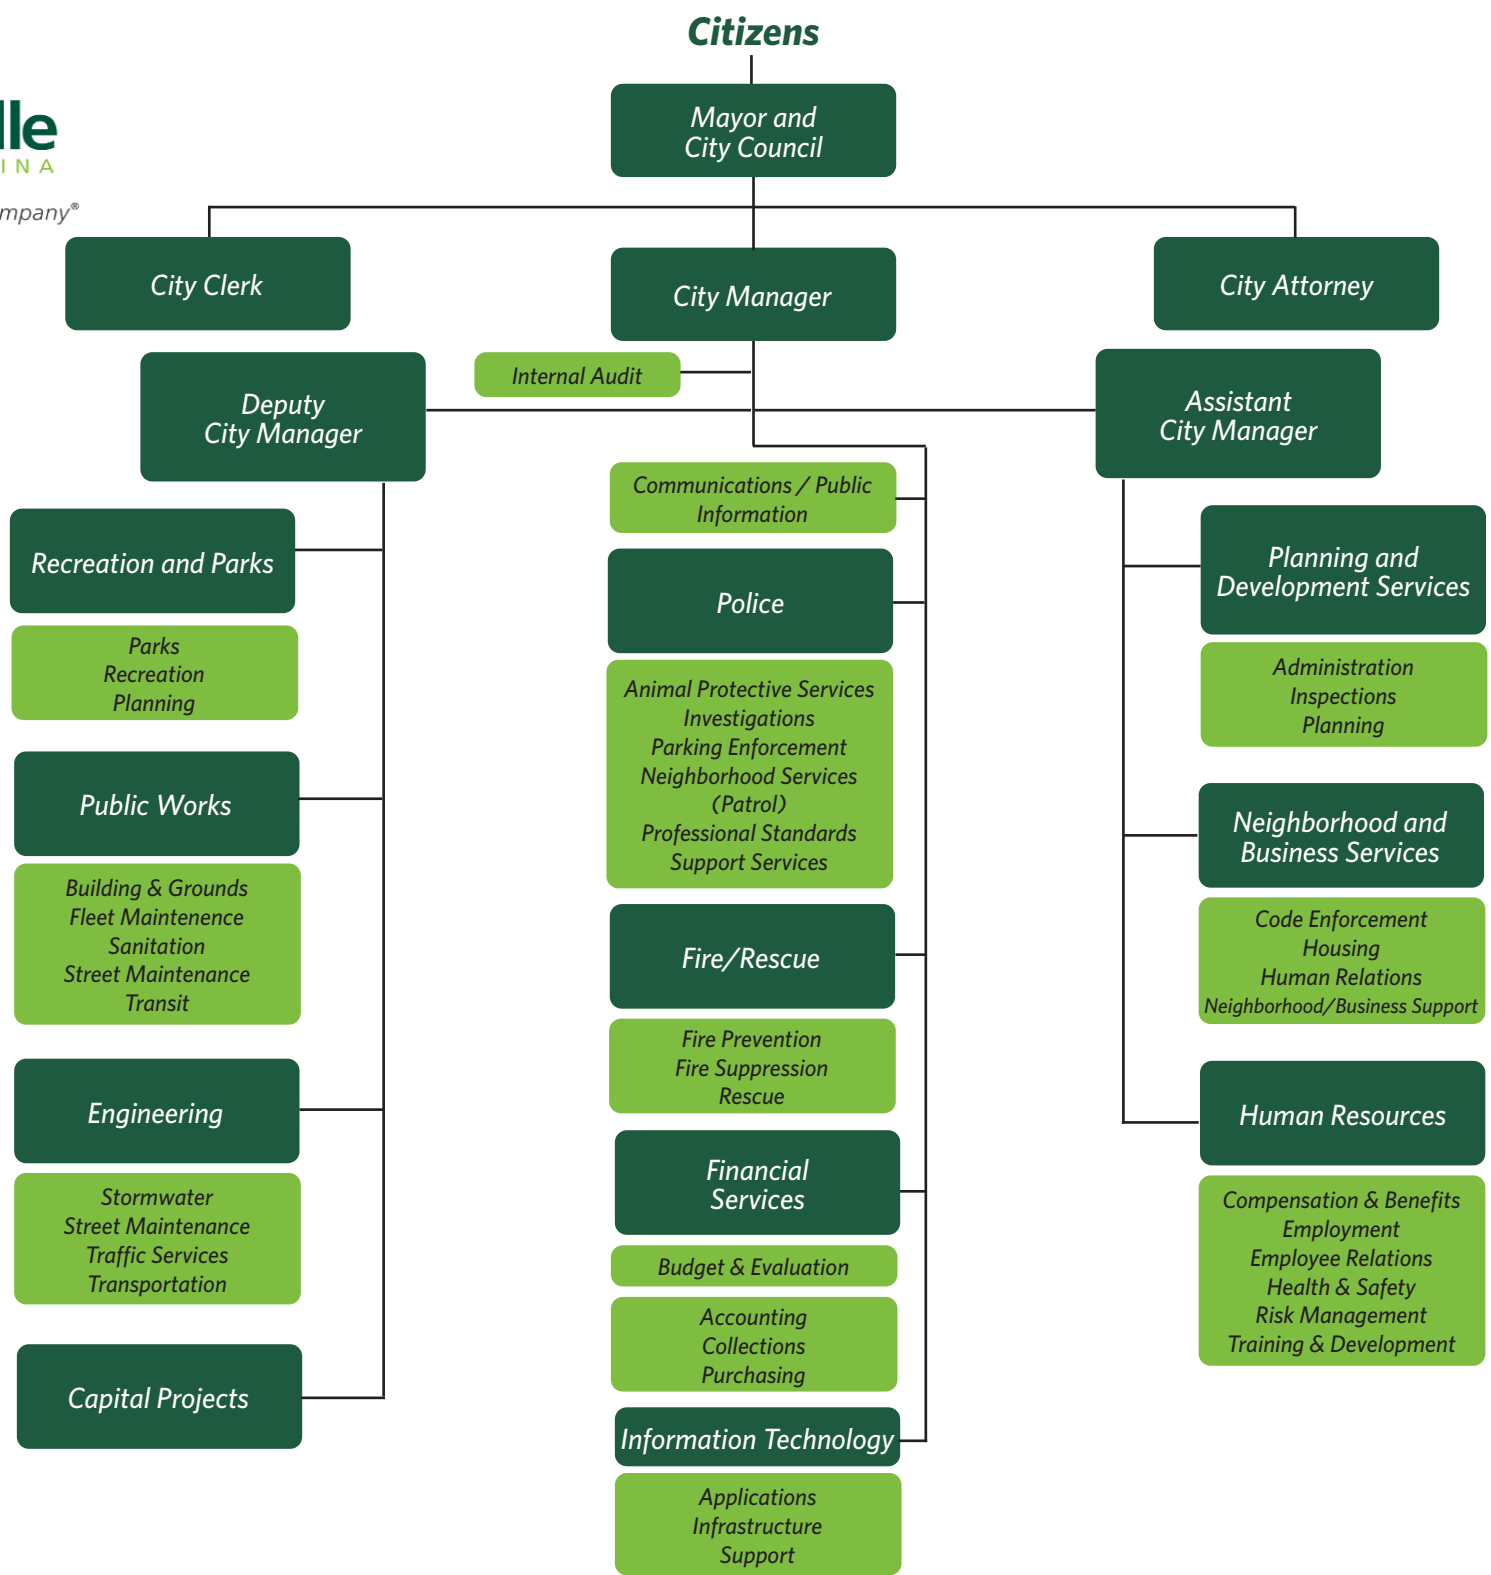 Citizens
lle
INA
mpany®
Mayor and
City Council
City Clerk
City Manager
City Attorney
Internal Audit
Deputy
City Manager
Assistant
City Manager
Recreation and Parks
Parks
Recreation
Planning
Public Works
Building & Grounds
Fleet Maintenence
Sanitation
Street Maintenance
Transit
Engineering
Stormwater
Street Maintenance
Traffic Services
Transportation
Capital Projects
Communications / Public
Information
Police
Animal Protective Services
Investigations
Parking Enforcement
Neighborhood Services
(Patrol)
Professional Standards
Support Services
Fire/Rescue
Fire Prevention
Fire Suppression
Rescue
Financial
Services
Budget & Evaluation
Accounting
Collections
Purchasing
Information Technology
Applications
Infrastructure
Support
Planning and
Development Services
Administration
Inspections
Planning
Neighborhood and
Business Services
Code Enforcement
Housing
Human Relations
Neighborhood/Business Support
Human Resources
Compensation & Benefits
Employment
Employee Relations
Health & Safety
Risk Management
Training & Development